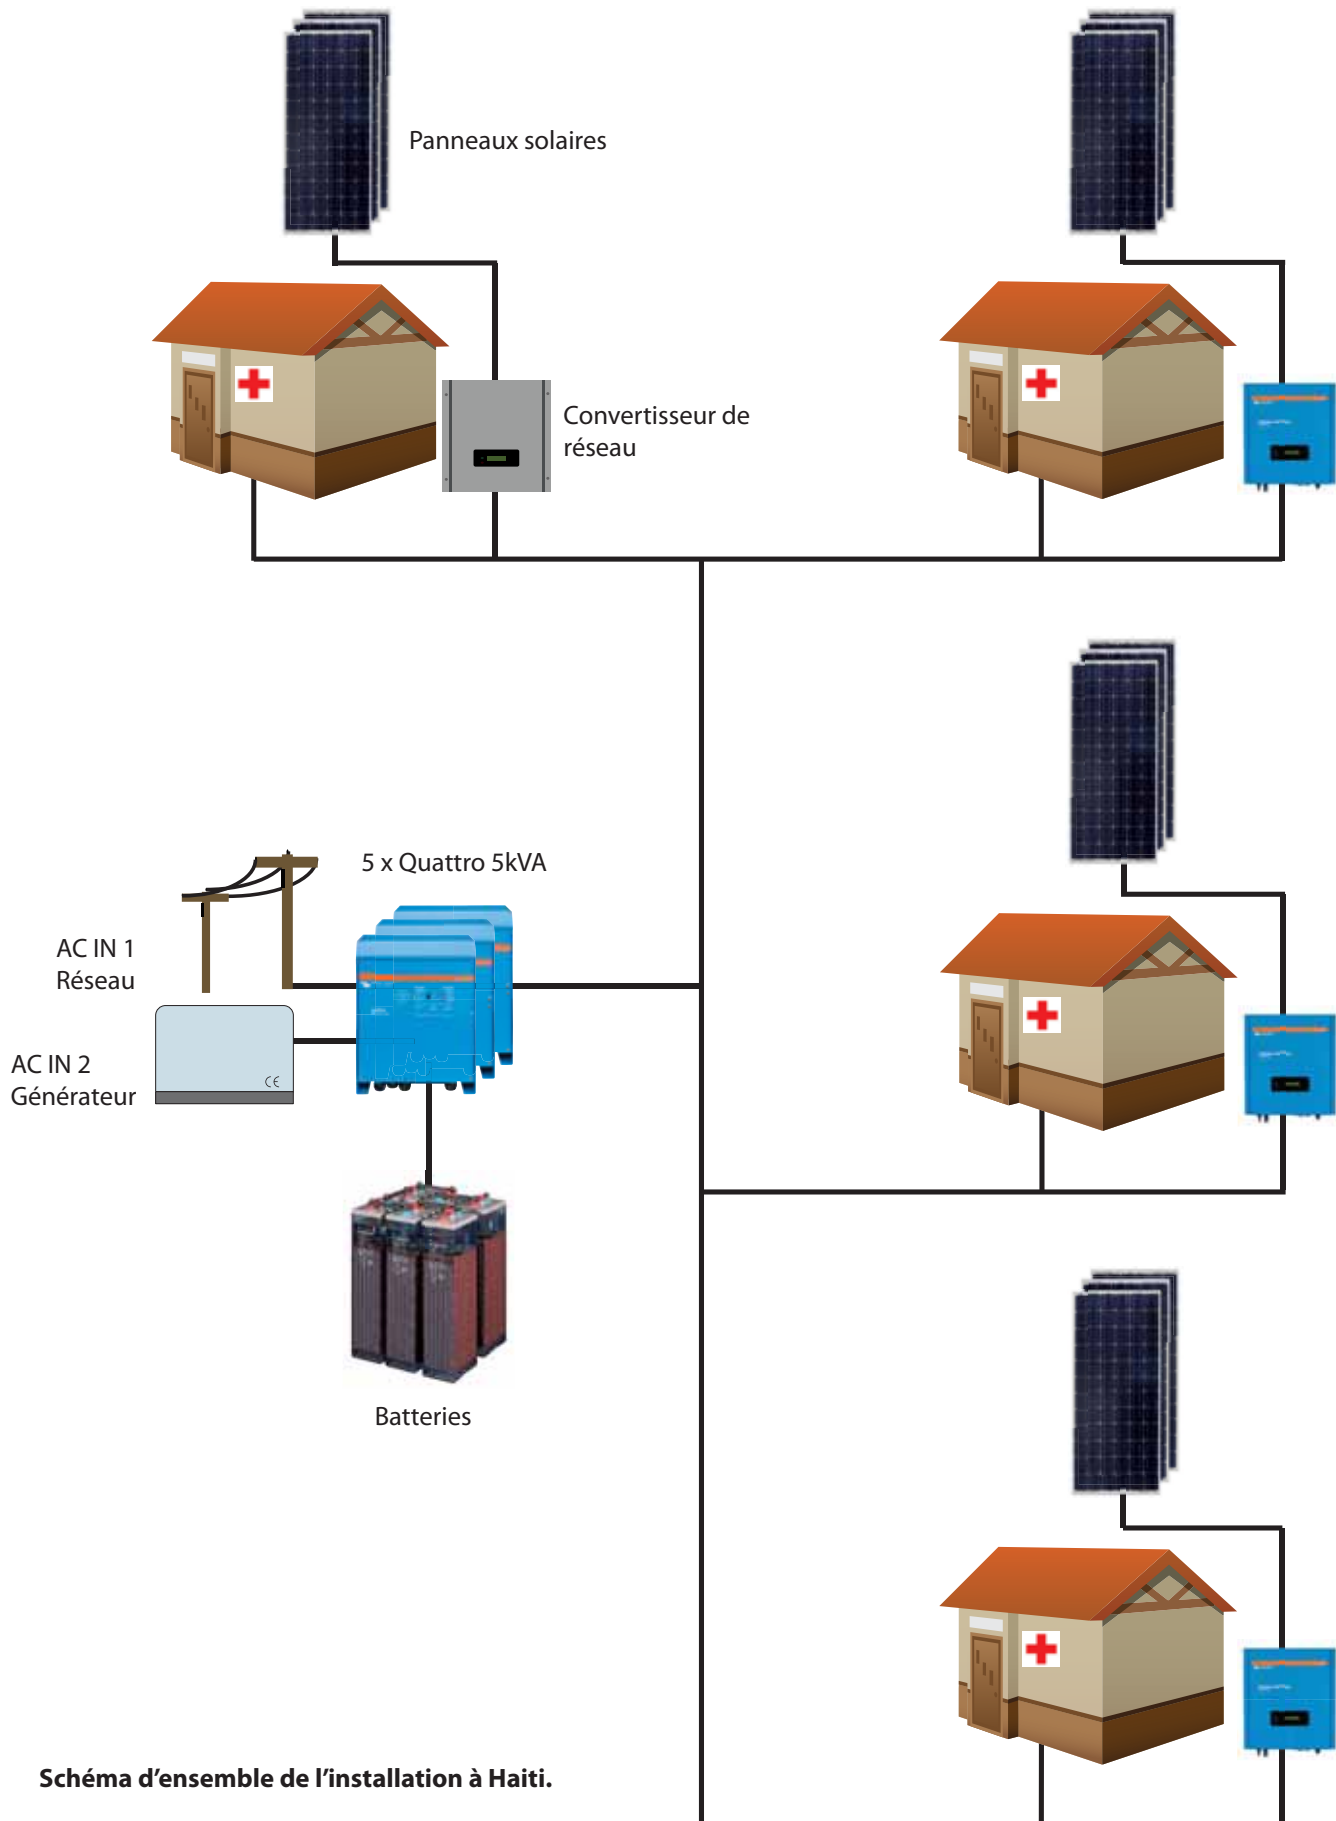 Panneaux solaires
Convertisseur de
réseau
5 x Quattro 5kVA
AC IN 1
Réseau
AC IN 2
Générateur
CE
Batteries
Schéma d’ensemble de l’installation à Haiti.